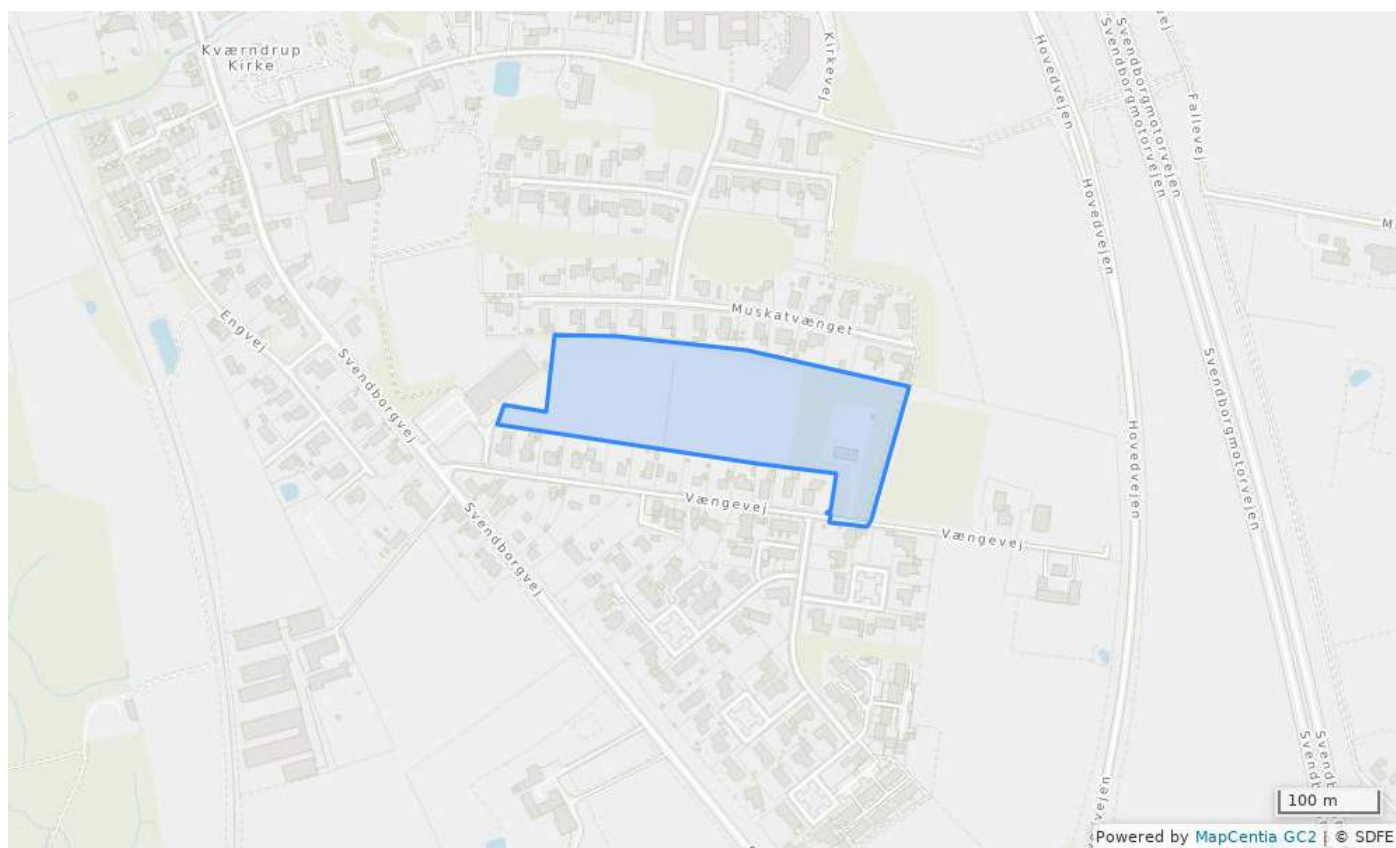 Kværndrup
Kirke
Kirkevej
Hovedvejen
Svendborgmotorvejen
Svendborgmotorvejen
Fallevej
Hovedvejen
Muskatvænget
Engvej
Svendborgvej
Svendborgmotorvejen
Hovedvejen
Vængevej
Svendborgvej
Vængevej
100 m
Powered by MapCentia GC2 | © SDFE